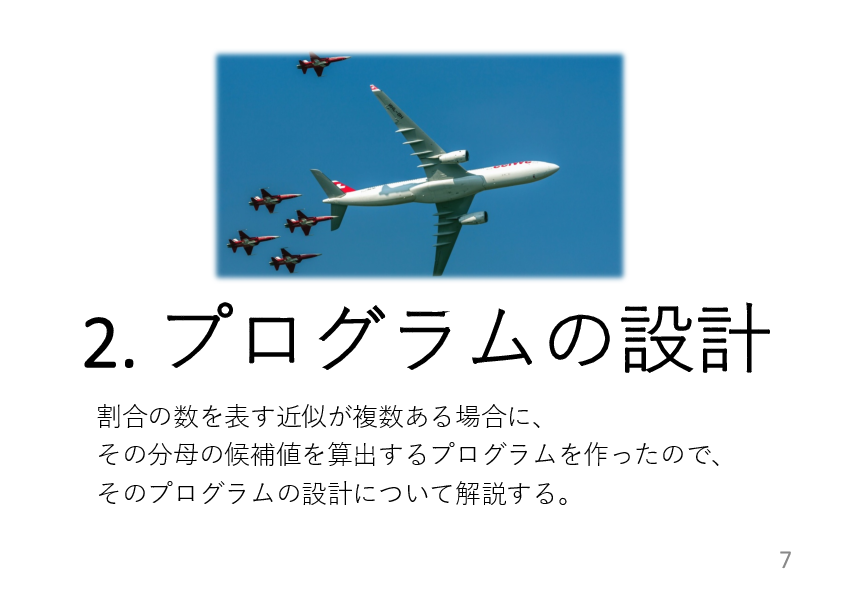 2. プログラムの設計
割合の数を表す近似が複数ある場合に、
その分母の候補値を算出するプログラムを作ったので、
そのプログラムの設計について解説する。
7